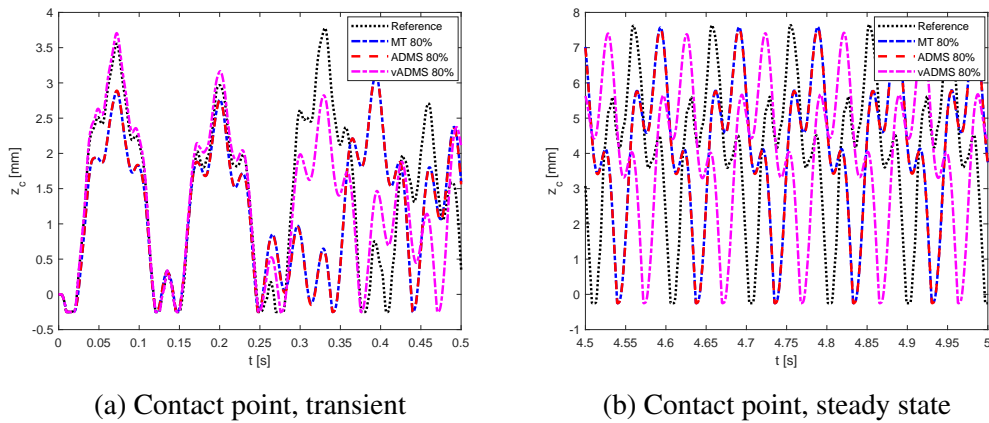 Reference
MT 80%
ADMS 80%
vADMS 80%
4
3.5
3
2.5
2
1.5
1
0.5
0
-0.5
z_c [mm]
0 0.05 0.1 0.15 0.2 0.25 0.3 0.35 0.4 0.45 0.5
t [s]
(a) Contact point, transient
Reference
MT 80%
ADMS 80%
vADMS 80%
8
7
6
5
4
3
2
1
0
-1
z_c [mm]
4.5 4.55 4.6 4.65 4.7 4.75 4.8 4.85 4.9 4.95 5
t [s]
(b) Contact point, steady state